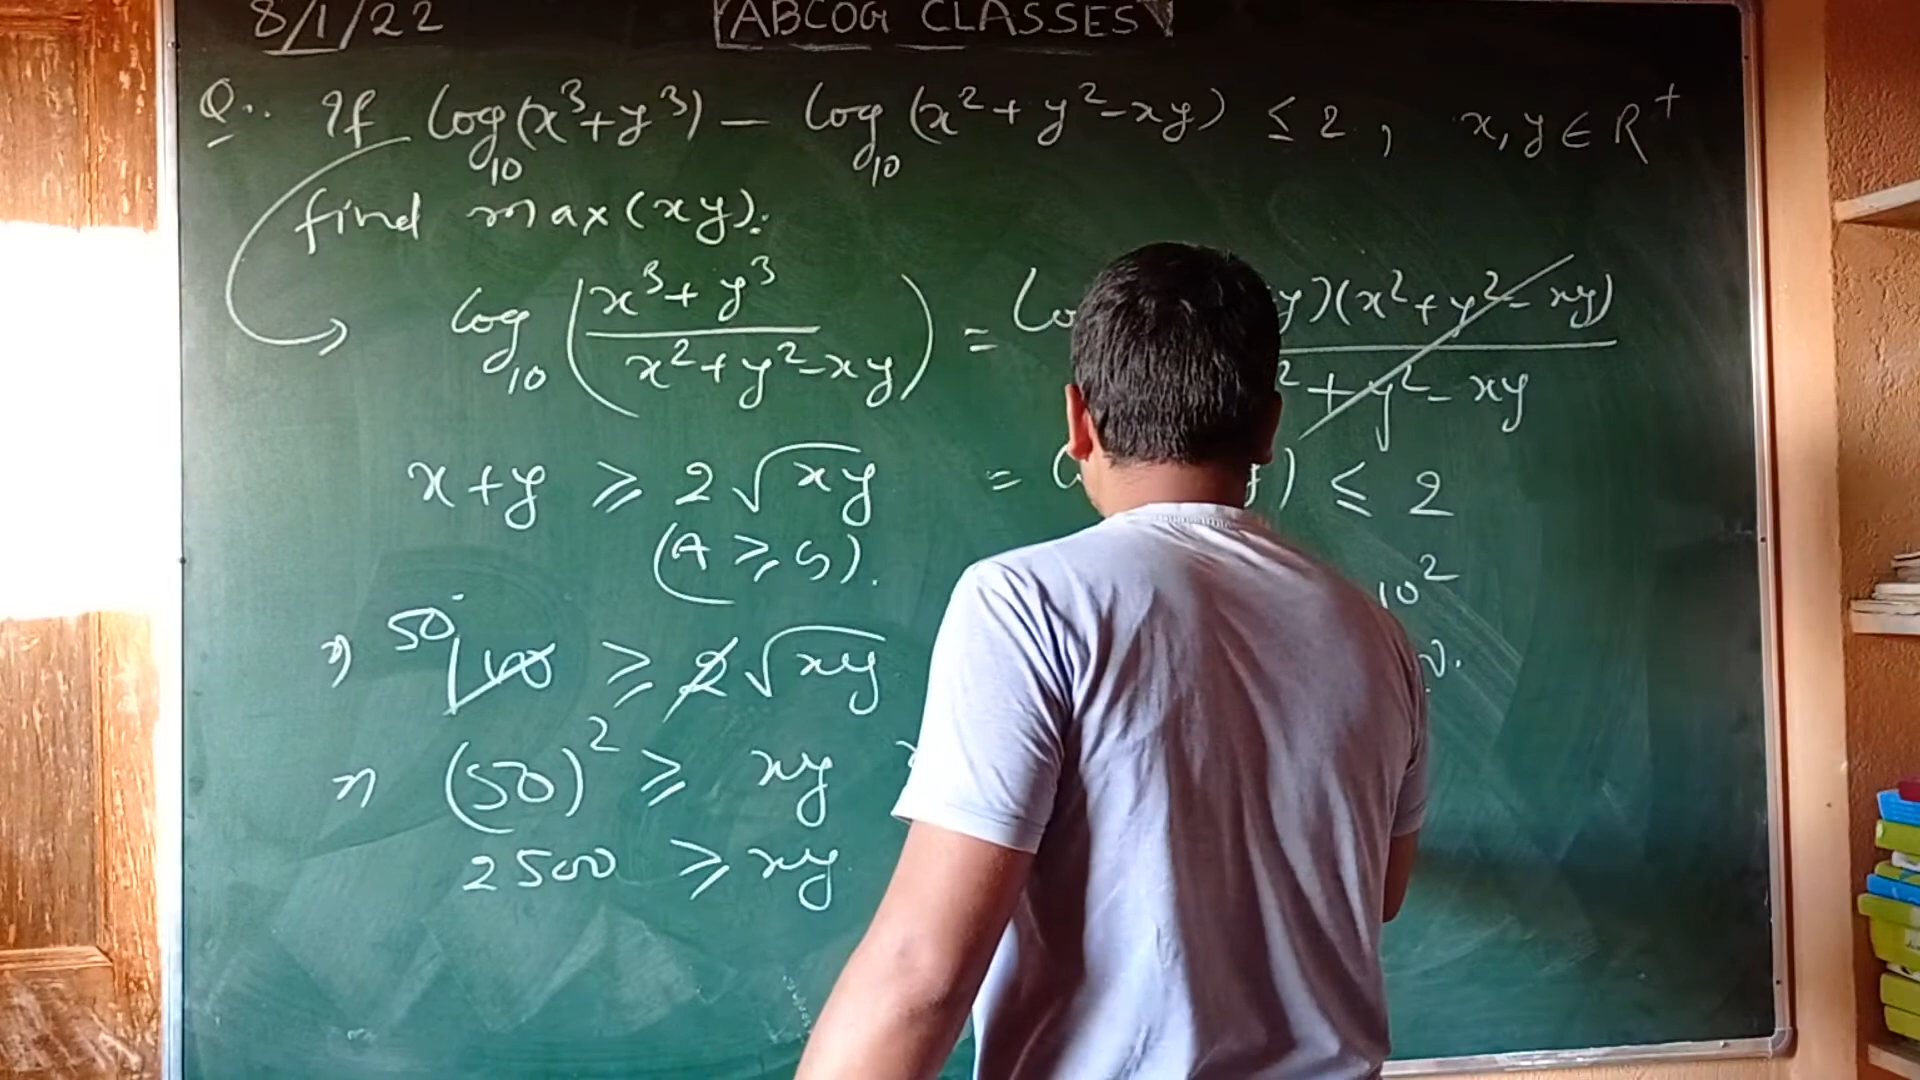 8/1/22
ABCOG CLASSES
Q. If log₁₀(x³+y³) – log₁₀(x²+y²-xy) ≤ 2, x, y ∈ R⁺
find max(xy).
log₁₀ (x³+y³ / x²+y²-xy) = y)(x²+y²-xy) / ²+y²-xy
x+y ≥ 2√xy = ) ≤ 2
(A ≥ G). 10²
⇒ 50 100 ≥ 2√xy
⇒ (50)² ≥ xy
2500 ≥ xy